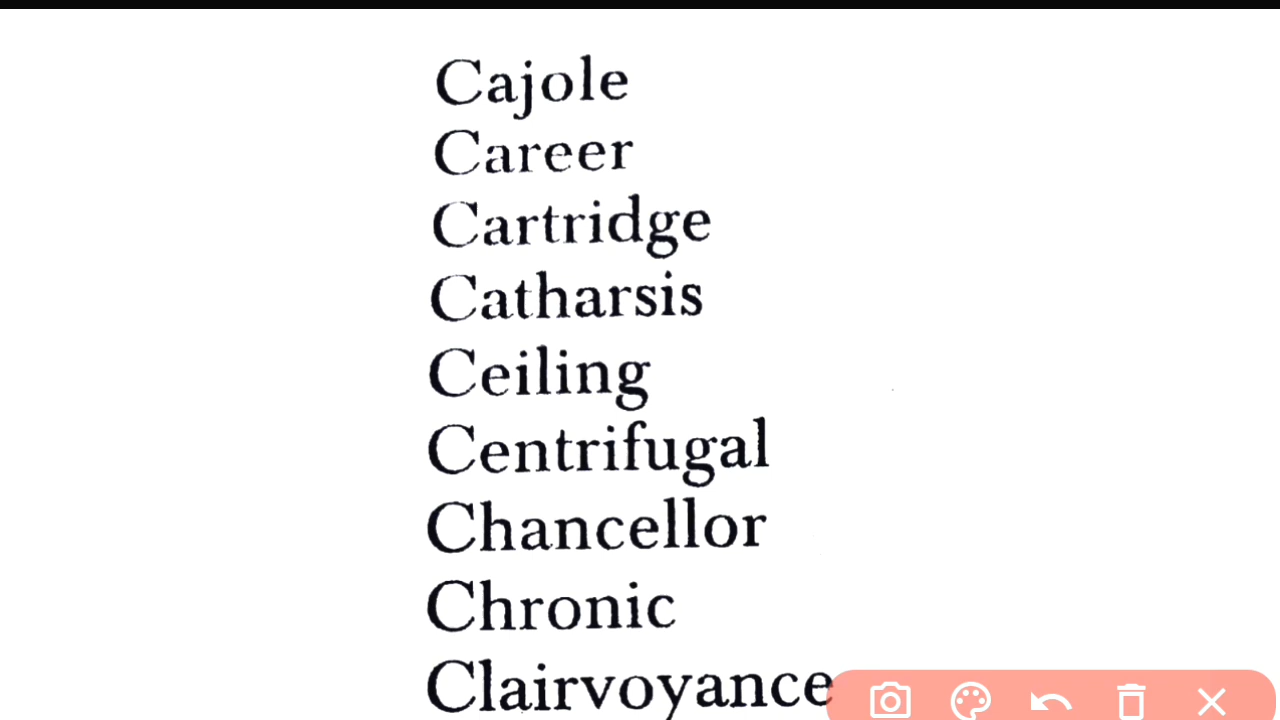 Cajole
Career
Cartridge
Catharsis
Ceiling
Centrifugal
Chancellor
Chronic
Clairvoyance